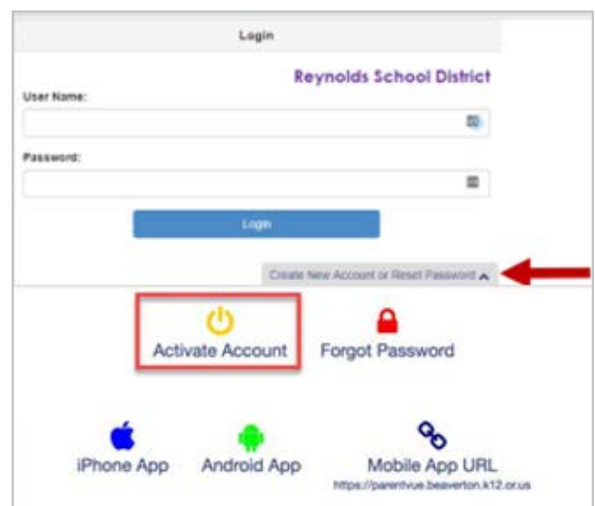 Login
Reynolds School District
User Name:
Password:
Login
Create New Account or Reset Password
Activate Account
Forgot Password
iPhone App
Android App
Mobile App URL
https://parentvue.beaverton.k12.or.us